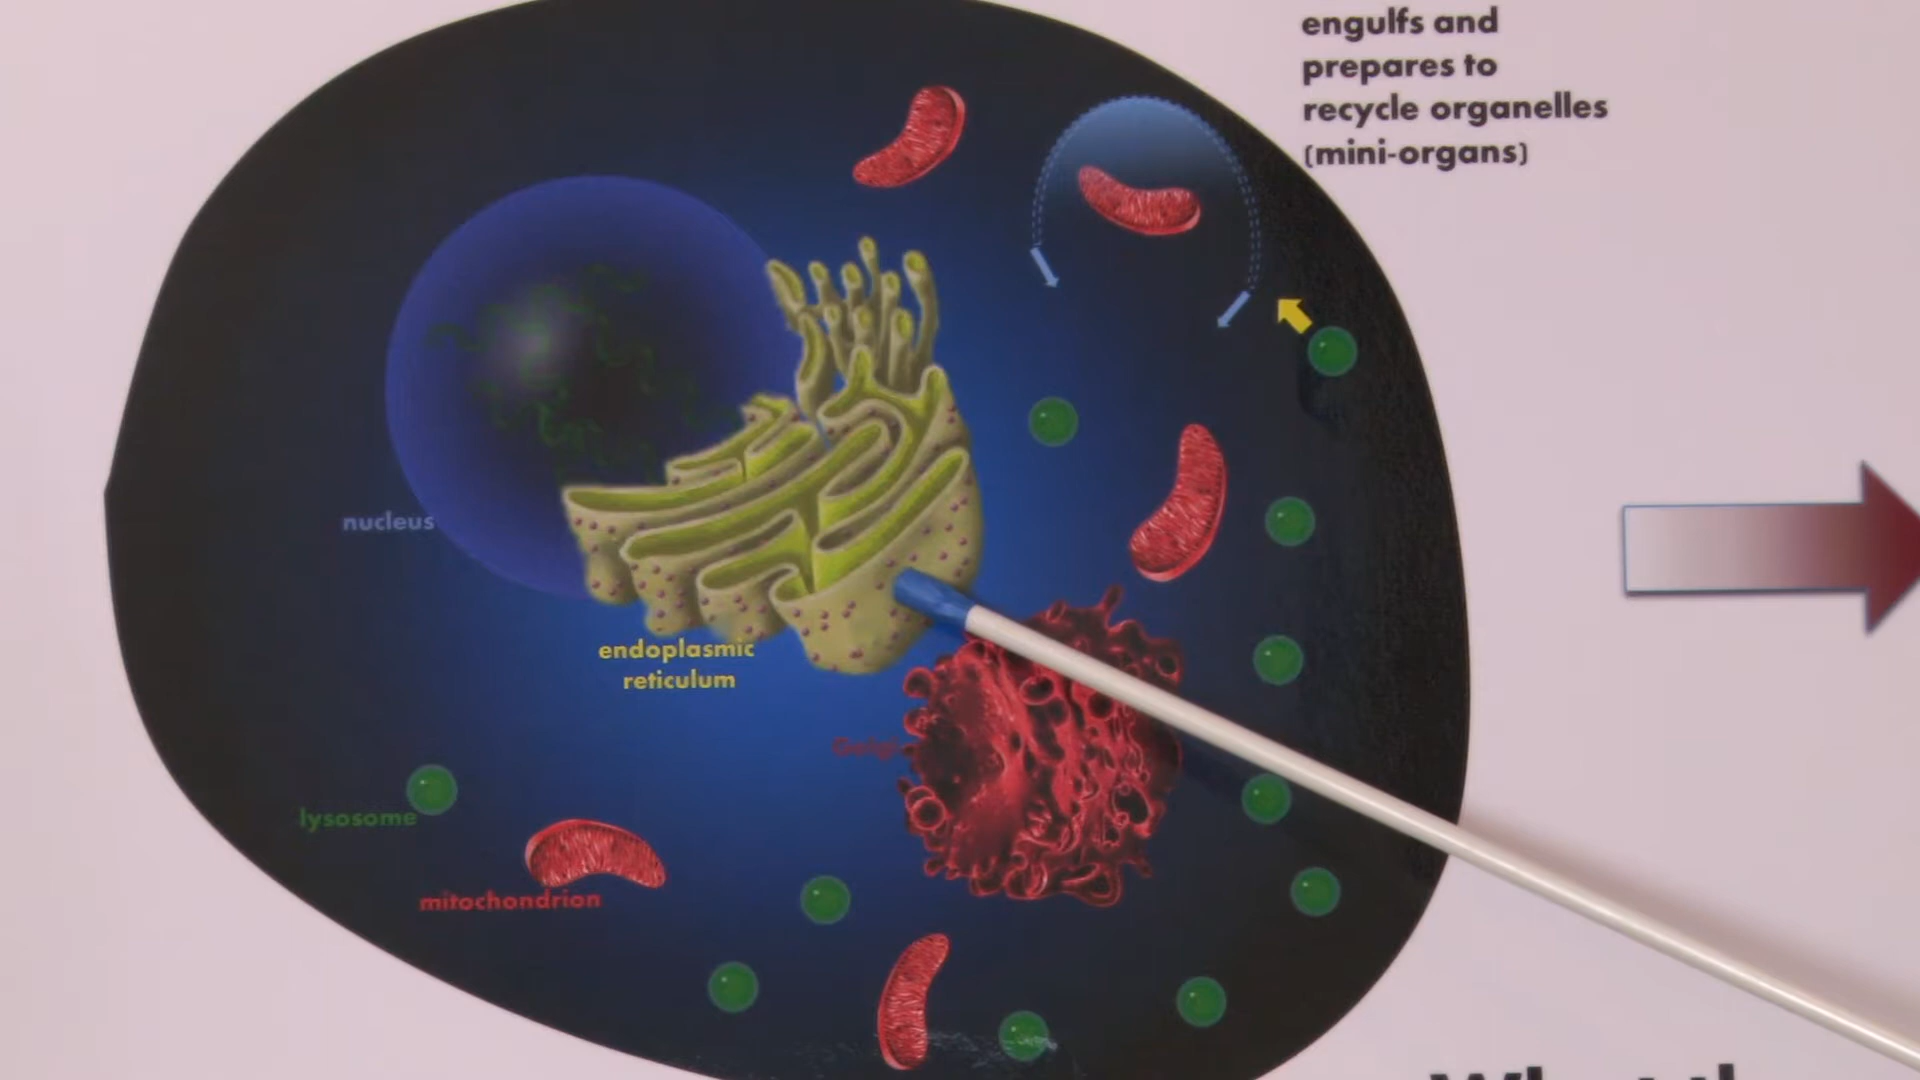 engulfs and
prepares to
recycle organelles
(mini-organs)
nucleus
endoplasmic
reticulum
Golgi
lysosome
mitochondrion